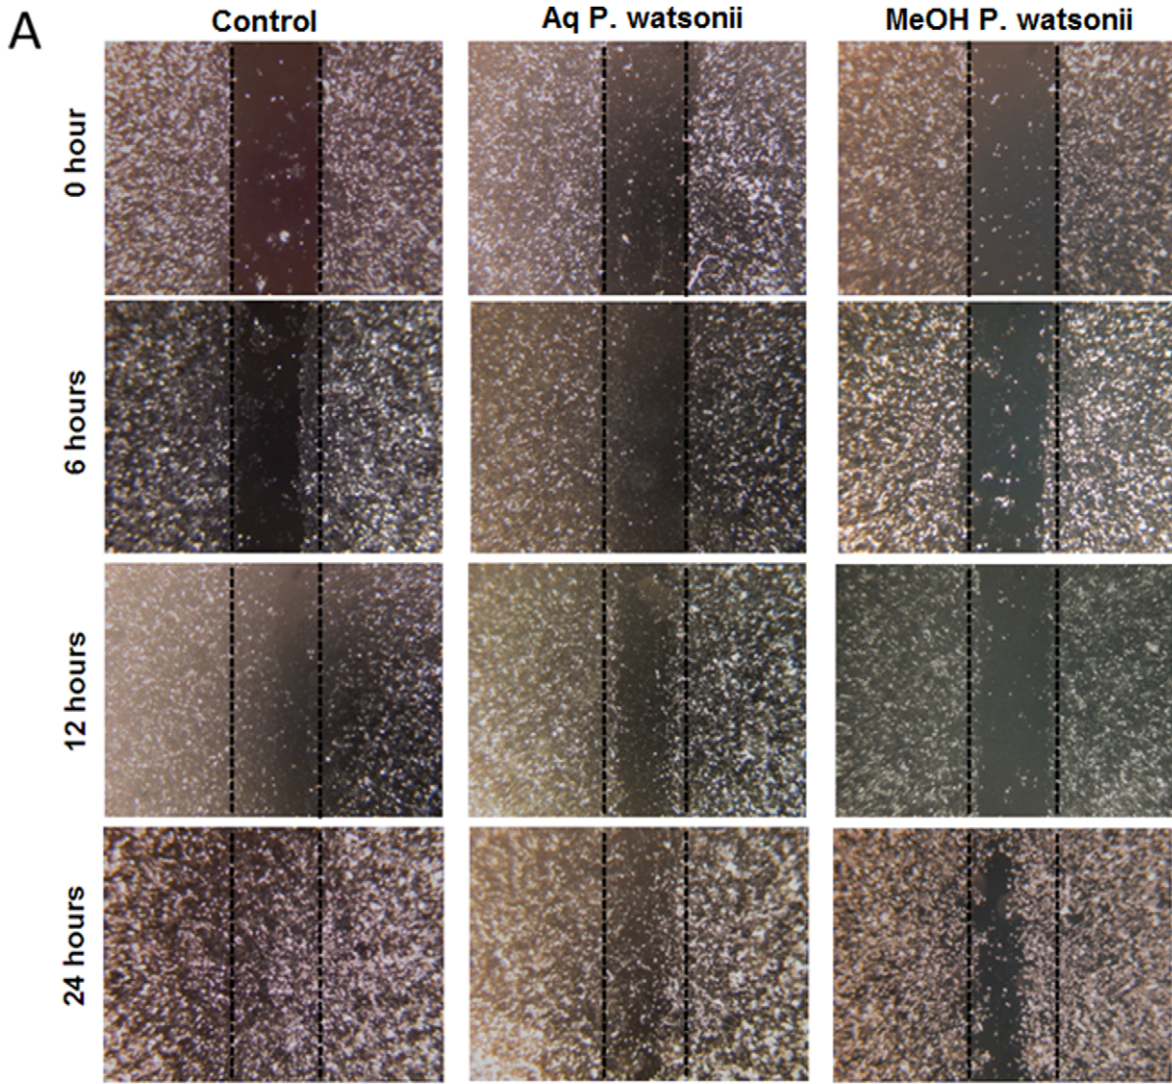 A
Control
Aq P. watsonii
MeOH P. watsonii
0 hour
6 hours
12 hours
24 hours